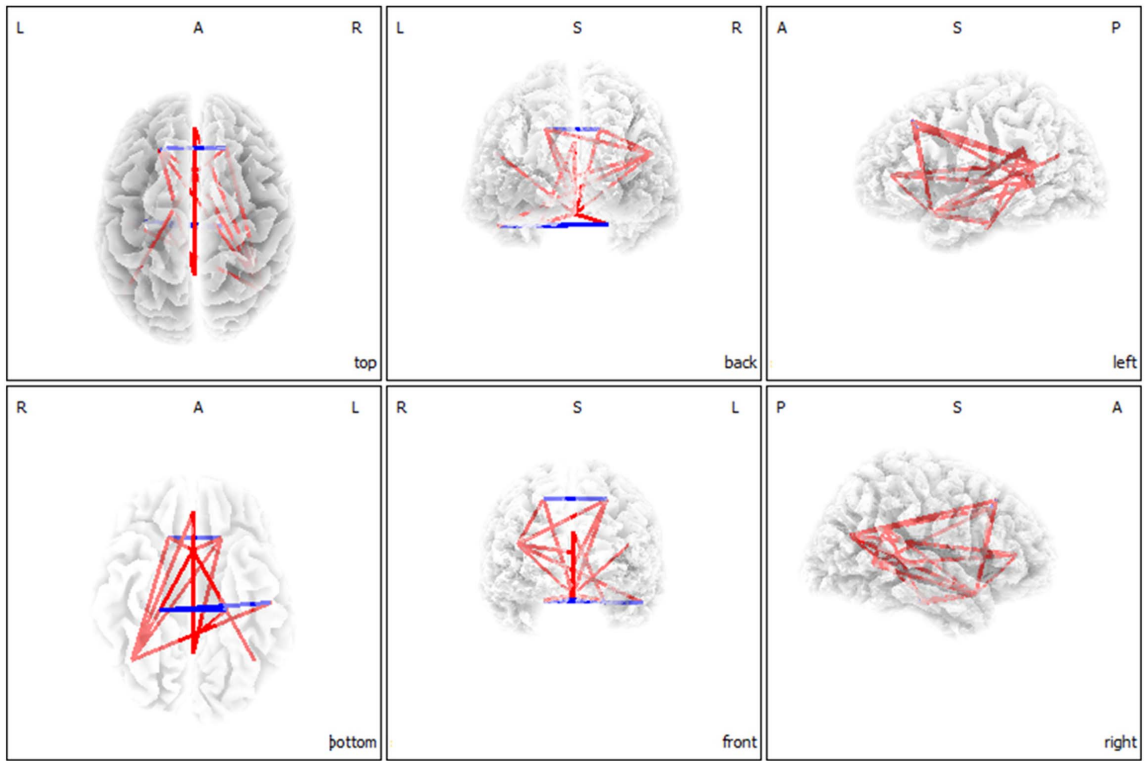 L A R
top
L S R
back
A S P
left
R A L
bottom
R S L
front
P S A
right